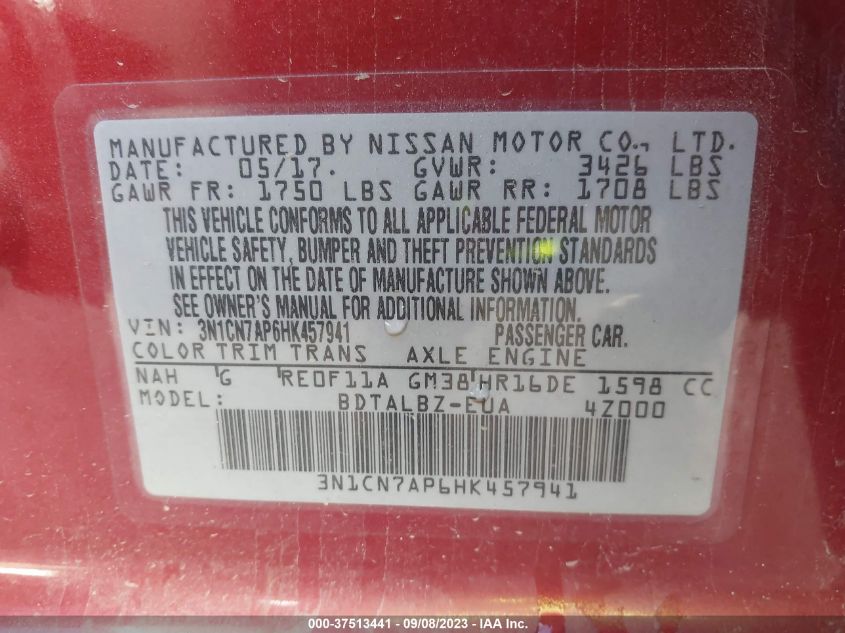 MANUFACTURED BY NISSAN MOTOR CO., LTD.
DATE: 05/17. GVWR: 3426 LBS
GAWR FR: 1750 LBS GAWR RR: 1708 LBS
THIS VEHICLE CONFORMS TO ALL APPLICABLE FEDERAL MOTOR
VEHICLE SAFETY, BUMPER AND THEFT PREVENTION STANDARDS
IN EFFECT ON THE DATE OF MANUFACTURE SHOWN ABOVE.
SEE OWNER'S MANUAL FOR ADDITIONAL INFORMATION.
VIN: 3N1CN7AP6HK457941 PASSENGER CAR.
COLOR TRIM TRANS AXLE ENGINE
NAH G RE0F11A GM38 HR16DE 1598 CC
MODEL: BDTALBZ-EUA 4Z000
3N1CN7AP6HK457941
000-37513441 - 09/08/2023 - © IAA Inc.